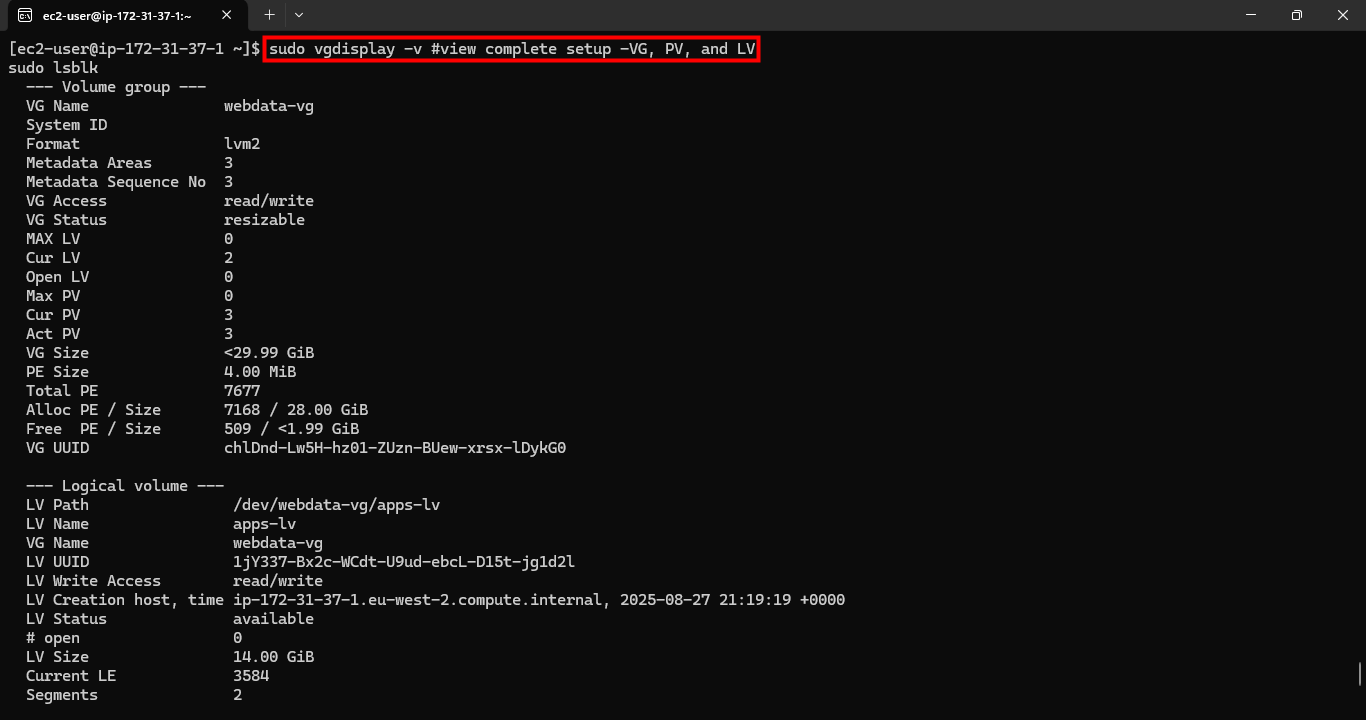 ec2-user@ip-172-31-37-1:~
[ec2-user@ip-172-31-37-1 ~]$ sudo vgdisplay -v #view complete setup -VG, PV, and LV
sudo lsblk
--- Volume group ---
VG Name webdata-vg
System ID
Format lvm2
Metadata Areas 3
Metadata Sequence No 3
VG Access read/write
VG Status resizable
MAX LV 0
Cur LV 2
Open LV 0
Max PV 0
Cur PV 3
Act PV 3
VG Size <29.99 GiB
PE Size 4.00 MiB
Total PE 7677
Alloc PE / Size 7168 / 28.00 GiB
Free  PE / Size 509 / <1.99 GiB
VG UUID chlDnd-Lw5H-hz01-ZUzn-BUew-xrsx-lDykG0
--- Logical volume ---
LV Path /dev/webdata-vg/apps-lv
LV Name apps-lv
VG Name webdata-vg
LV UUID 1jY337-Bx2c-WCdt-U9ud-ebcL-D15t-jg1d2l
LV Write Access read/write
LV Creation host, time ip-172-31-37-1.eu-west-2.compute.internal, 2025-08-27 21:19:19 +0000
LV Status available
# open 0
LV Size 14.00 GiB
Current LE 3584
Segments 2